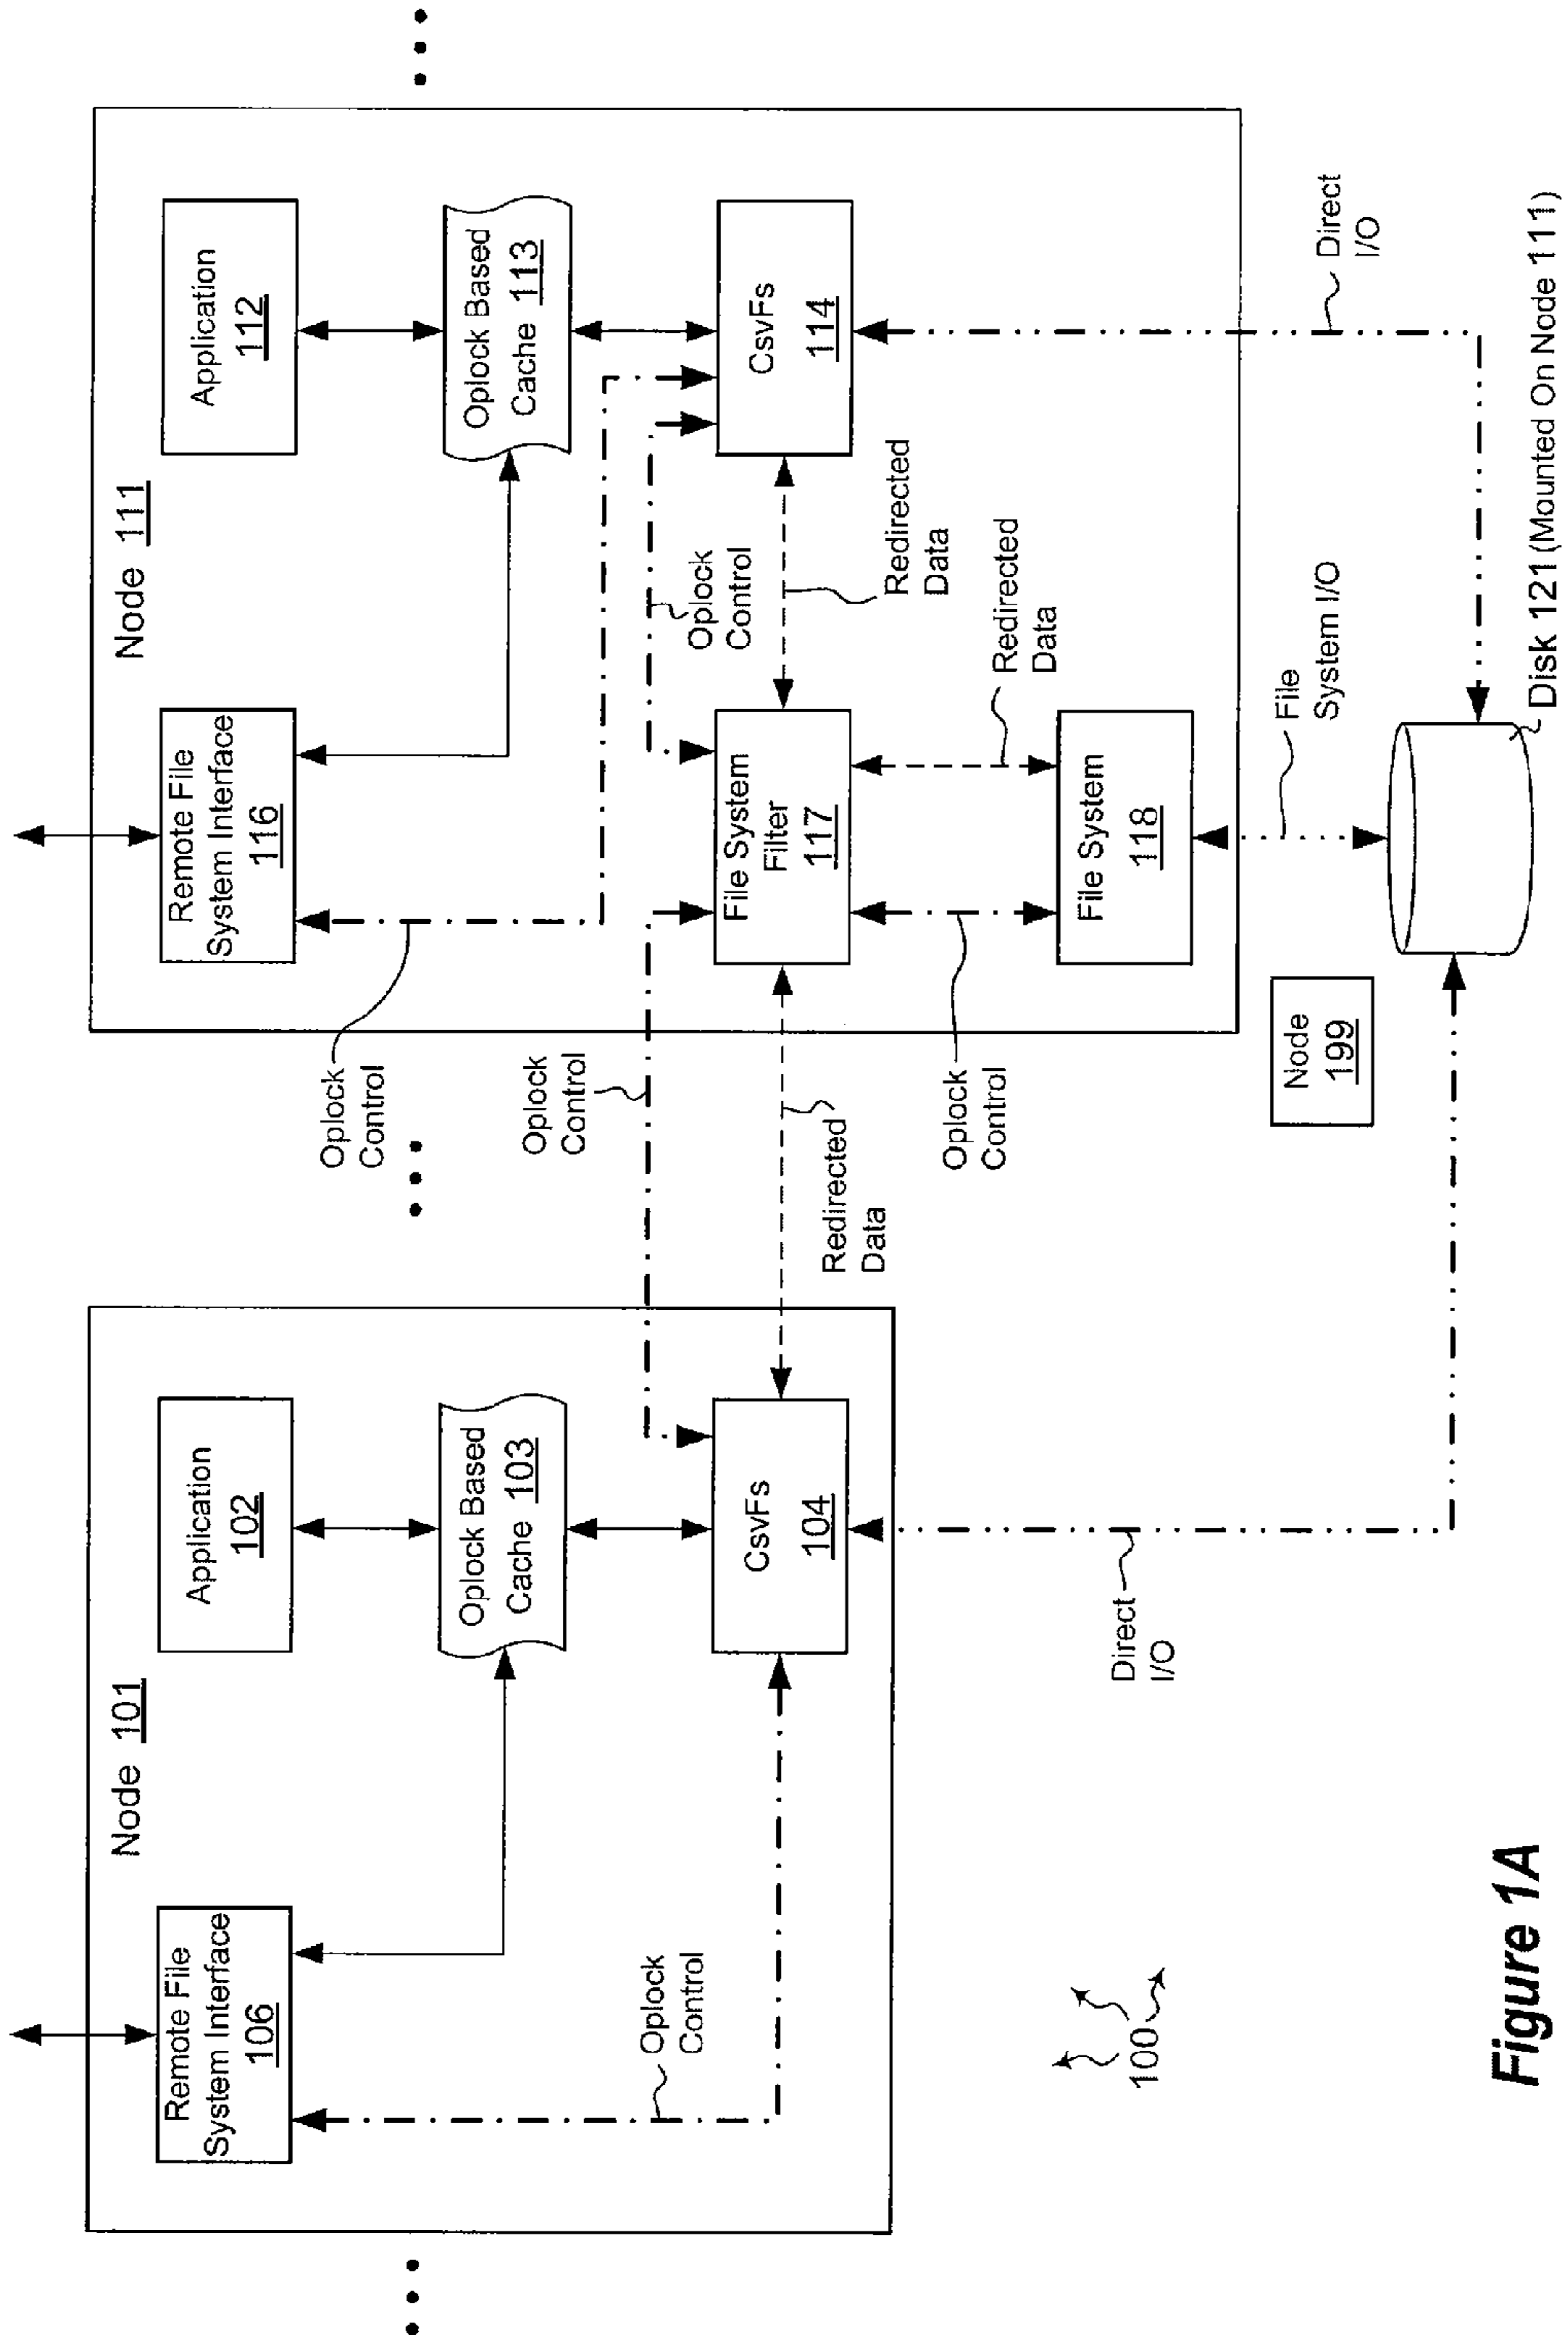 Node 101
Remote File
System Interface
106
Application
102
Oplock Based
Cache 103
CsvFs
104
Oplock
Control
Direct
I/O
Oplock
Control
Oplock
Control
Redirected
Data
Oplock
Control
Node 111
Remote File
System Interface
116
Application
112
Oplock Based
Cache 113
CsvFs
114
Oplock
Control
Redirected
Data
File System
Filter
117
Redirected
Data
File System
118
Node
199
File
System I/O
Direct
I/O
Disk 121 (Mounted On Node 111)
100
Figure 1A